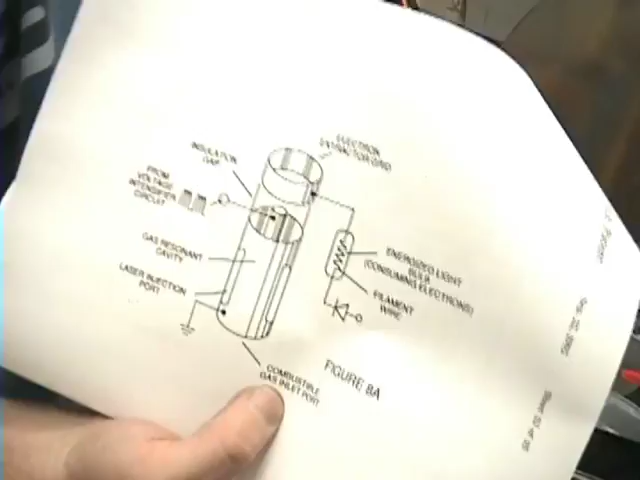 ELECTRON
EXTRACTOR GRID
INSULATION
GAP
FROM
VOLTAGE
INTENSIFIER
CIRCUIT
GAS RESONANT
CAVITY
LASER INJECTION
PORT
ENERGIZED LIGHT
BULB
(CONSUMING ELECTRONS)
FILAMENT
WIRE
COMBUSTIBLE
GAS INLET PORT
FIGURE 8A